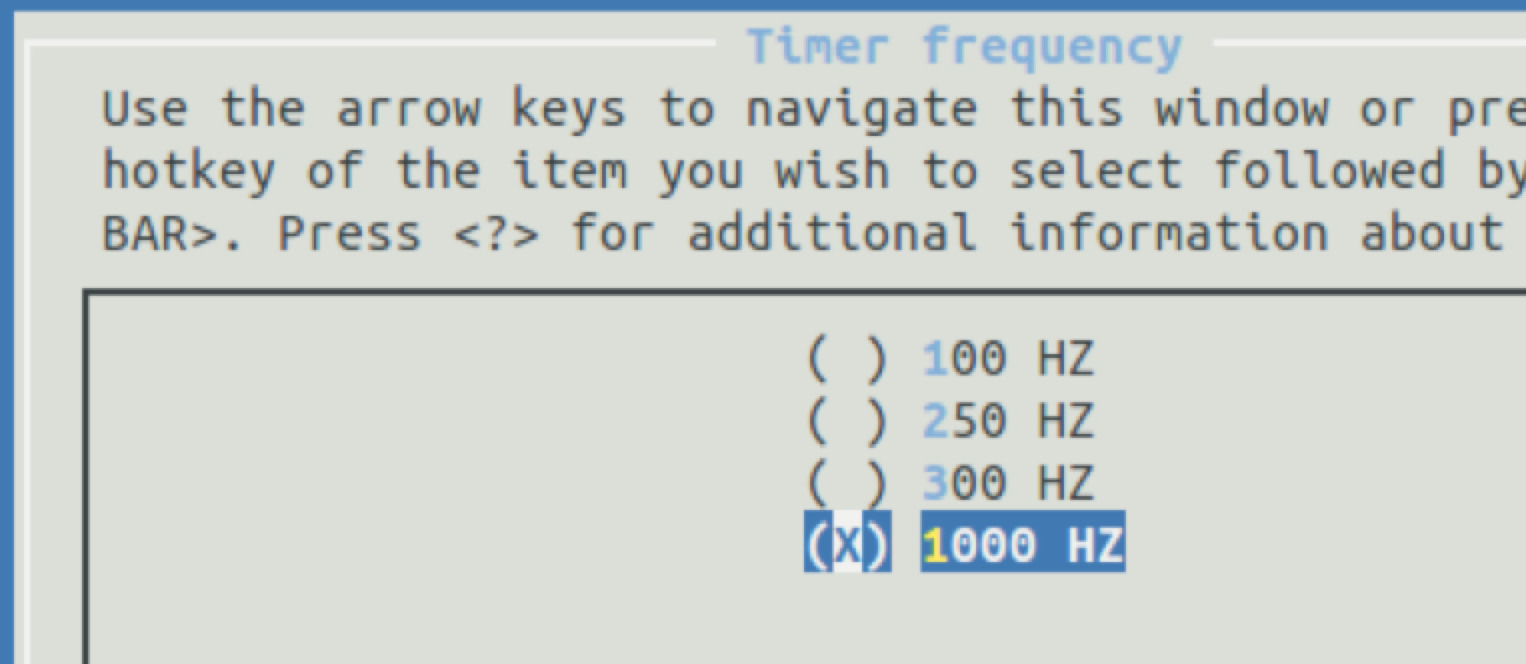 Timer frequency
Use the arrow keys to navigate this window or pre
hotkey of the item you wish to select followed by
BAR>. Press <?> for additional information about
( ) 100 HZ
( ) 250 HZ
( ) 300 HZ
(X) 1000 HZ